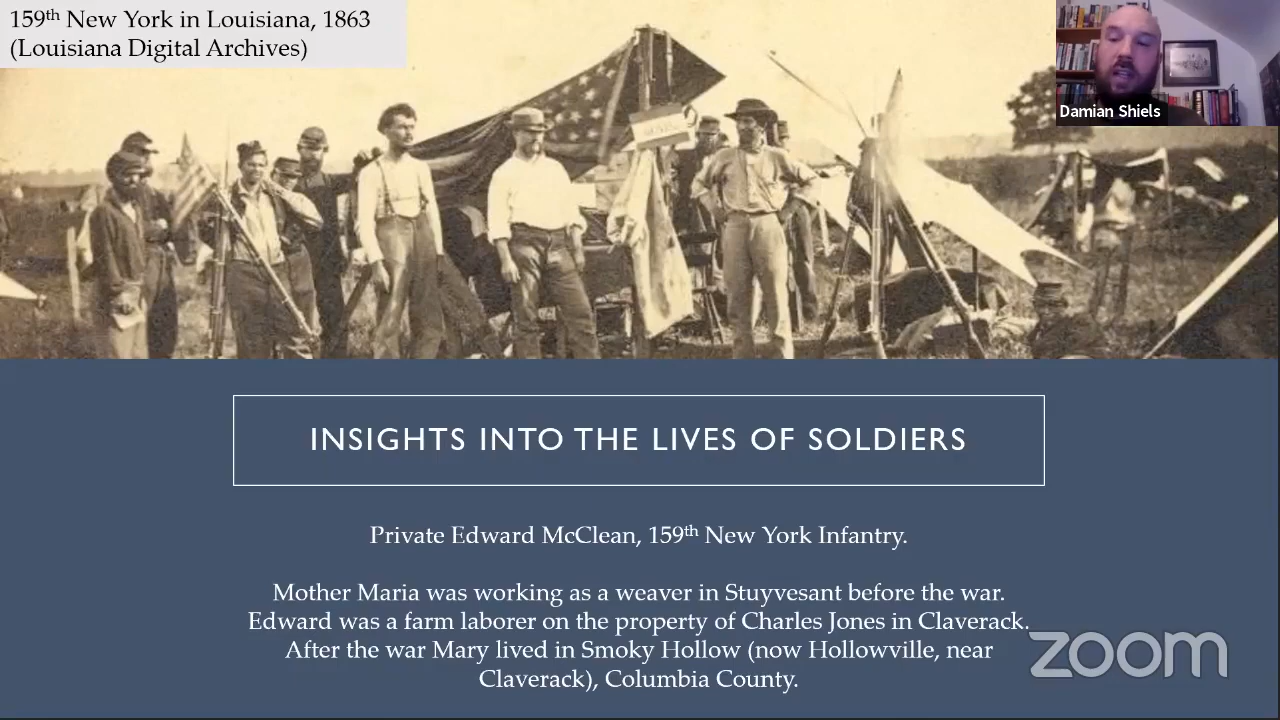 159th New York in Louisiana, 1863
(Louisiana Digital Archives)
Damian Shiels
INSIGHTS INTO THE LIVES OF SOLDIERS
Private Edward McClean, 159th New York Infantry.
Mother Maria was working as a weaver in Stuyvesant before the war.
Edward was a farm laborer on the property of Charles Jones in Claverack.
After the war Mary lived in Smoky Hollow (now Hollowville, near
Claverack), Columbia County.
zoom